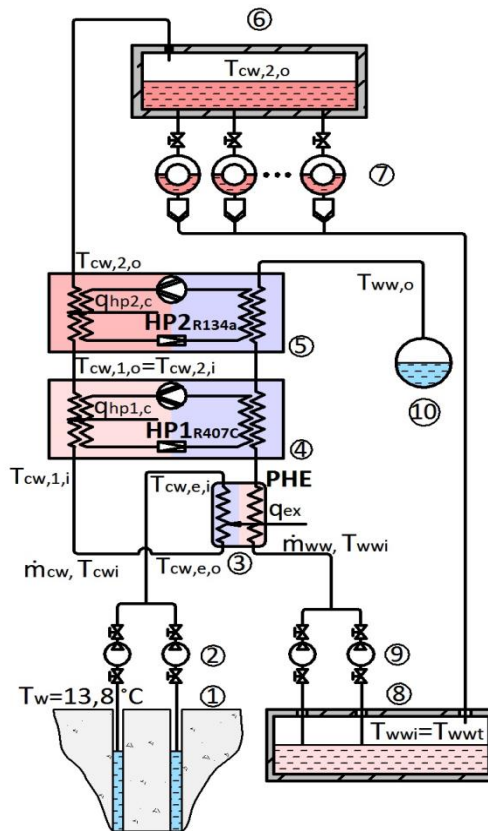 ⑥
Tcw,2,o
⑦
Tcw,2,o
Tww,o
qhp2,c
HP2R134a
⑤
Tcw,1,o=Tcw,2,i
⑩
qhp1,c
HP1R407C
④
Tcw,1,i
Tcw,e,i
PHE
qex
ṁcw, Tcwi
Tcw,e,o
③
ṁww, Twwi
②
⑨
Tw=13,8 °C
①
⑧
Twwi=Twwt